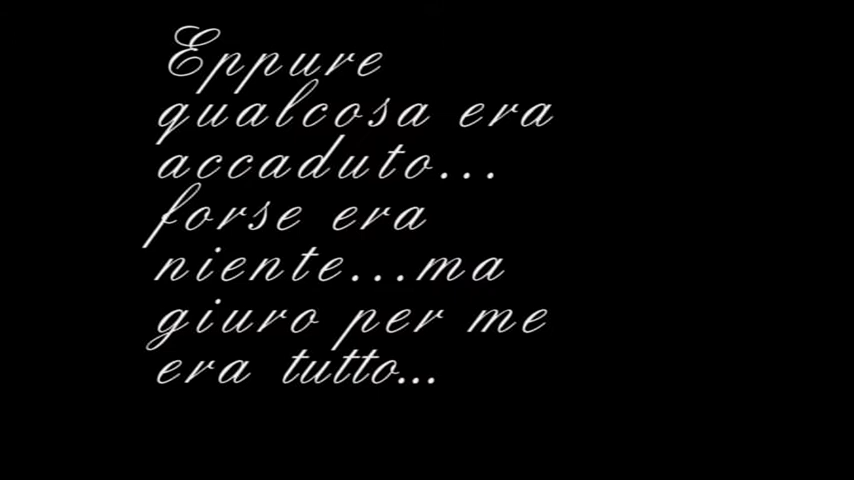 Eppure
qualcosa era
accaduto...
forse era
niente...ma
giuro per me
era tutto...